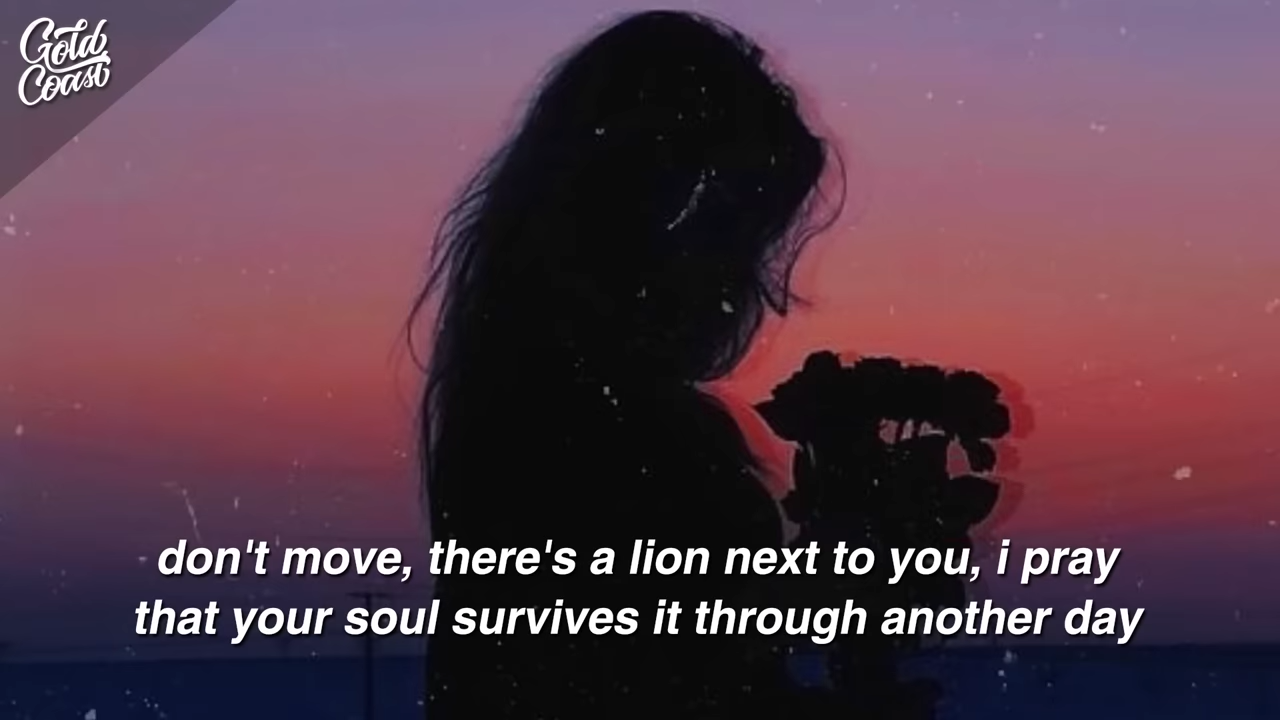 Gold
Coast
don't move, there's a lion next to you, i pray
that your soul survives it through another day